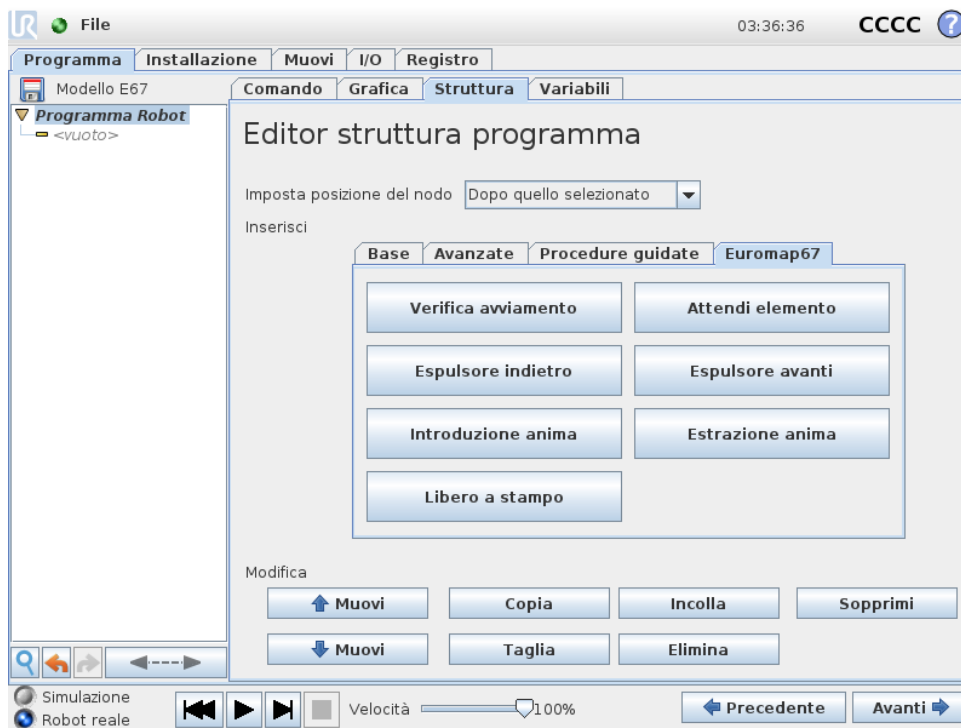 UR File 03:36:36 CCCC ?
Programma Installazione Muovi I/O Registro
Modello E67 Comando Grafica Struttura Variabili
Programma Robot
<vuoto>
Editor struttura programma
Imposta posizione del nodo Dopo quello selezionato
Inserisci
Base Avanzate Procedure guidate Euromap67
Verifica avviamento Attendi elemento
Espulsore indietro Espulsore avanti
Introduzione anima Estrazione anima
Libero a stampo
Modifica
Muovi Copia Incolla Sopprimi
Muovi Taglia Elimina
Simulazione
Robot reale
Velocità 100% Precedente Avanti